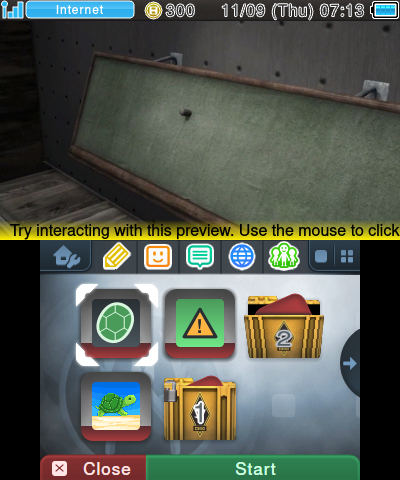 Internet 300 11/09 (Thu) 07:13
Try interacting with this preview. Use the mouse to click
2
1
Close Start